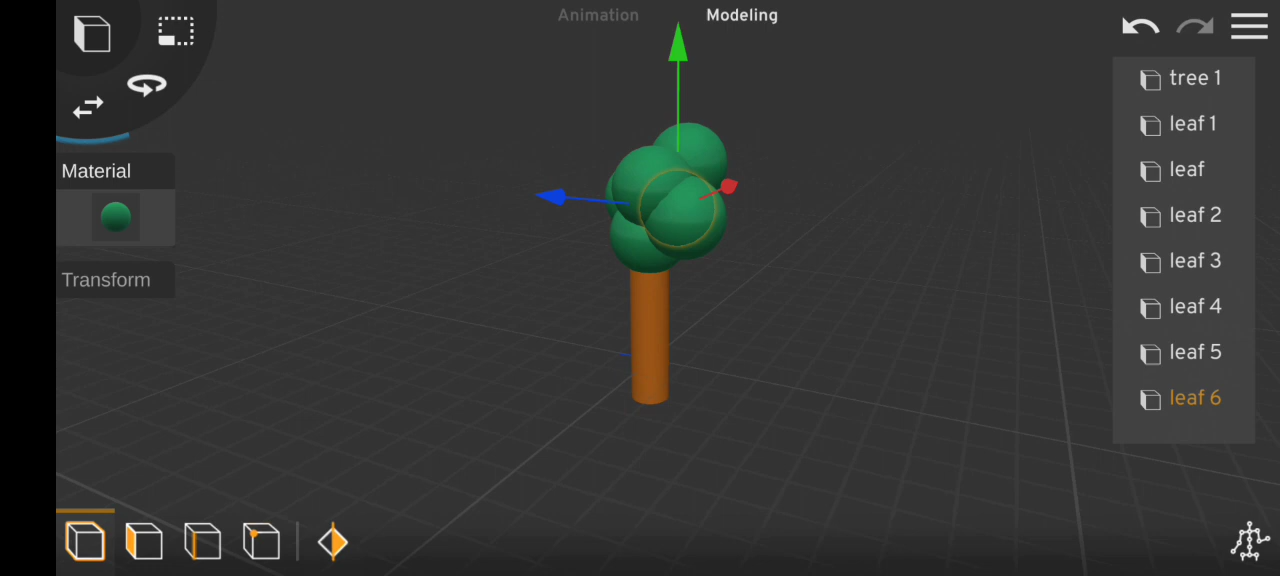 Animation Modeling
Material
Transform
tree 1
leaf 1
leaf
leaf 2
leaf 3
leaf 4
leaf 5
leaf 6